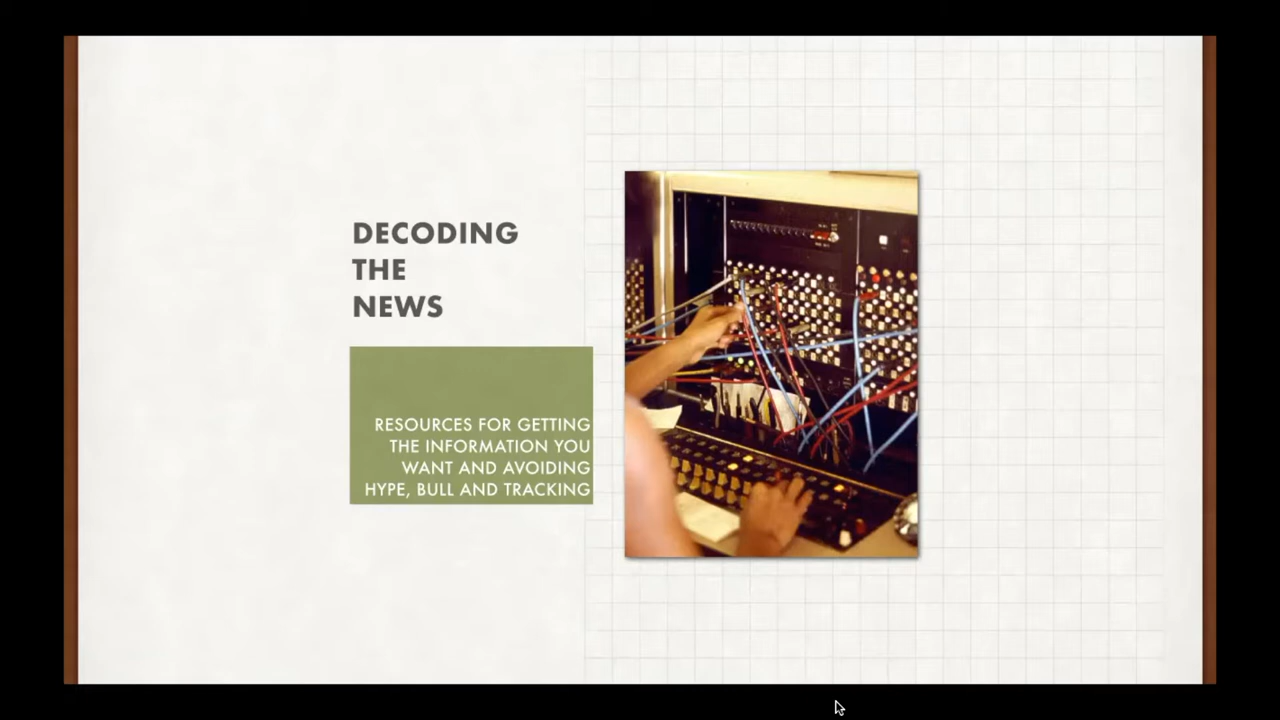 DECODING
THE
NEWS
RESOURCES FOR GETTING
THE INFORMATION YOU
WANT AND AVOIDING
HYPE, BULL AND TRACKING